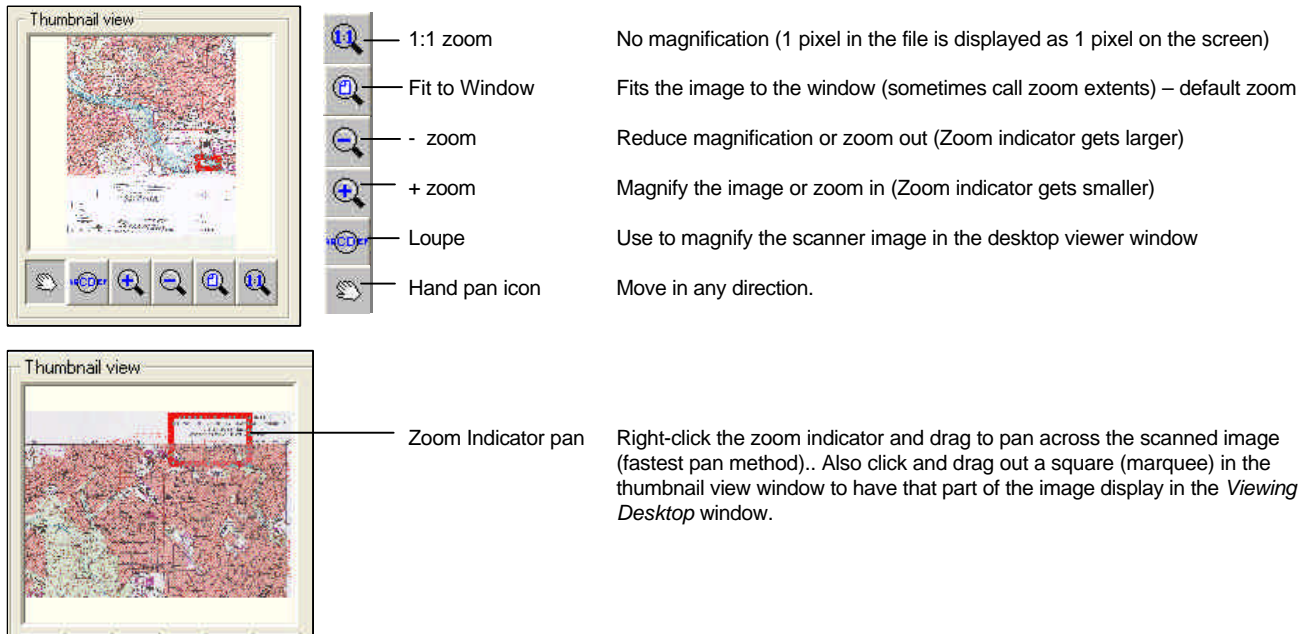 Thumbnail view
1:1 1:1 zoom No magnification (1 pixel in the file is displayed as 1 pixel on the screen)
Fit to Window Fits the image to the window (sometimes call zoom extents) – default zoom
- zoom Reduce magnification or zoom out (Zoom indicator gets larger)
+ zoom Magnify the image or zoom in (Zoom indicator gets smaller)
ABCDEF Loupe Use to magnify the scanner image in the desktop viewer window
ABCDEF 1:1 Hand pan icon Move in any direction.
Thumbnail view
Zoom Indicator pan Right-click the zoom indicator and drag to pan across the scanned image
(fastest pan method).. Also click and drag out a square (marquee) in the
thumbnail view window to have that part of the image display in the Viewing
Desktop window.